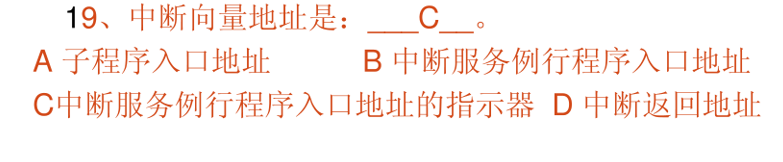 19、中断向量地址是：___C__。
A 子程序入口地址 B 中断服务例行程序入口地址
C中断服务例行程序入口地址的指示器 D 中断返回地址